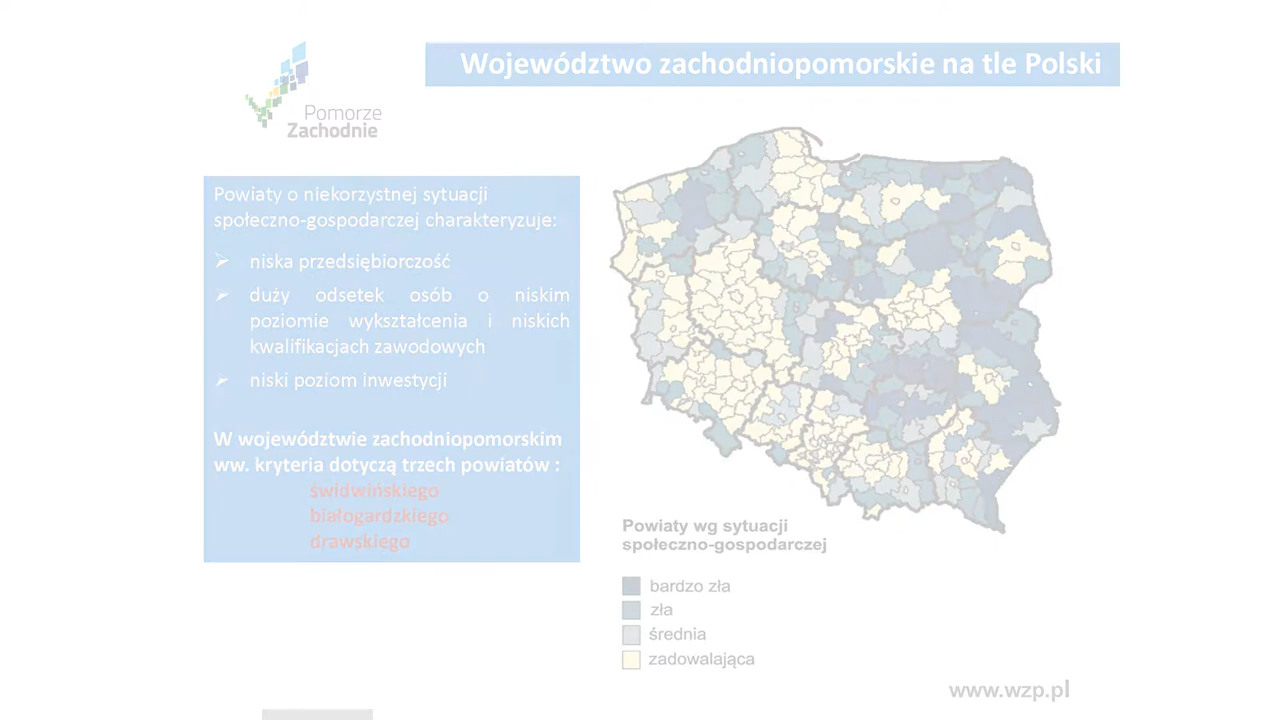 Województwo zachodniopomorskie na tle Polski
Pomorze
Zachodnie
Powiaty o niekorzystnej sytuacji
społeczno-gospodarczej charakteryzuje:
niska przedsiębiorczość
duży odsetek osób o niskim
poziomie wykształcenia i niskich
kwalifikacjach zawodowych
niski poziom inwestycji
W województwie zachodniopomorskim
ww. kryteria dotyczą trzech powiatów :
świdwińskiego
białogardzkiego
drawskiego
Powiaty wg sytuacji
społeczno-gospodarczej
bardzo zła
zła
średnia
zadowalająca
www.wzp.pl